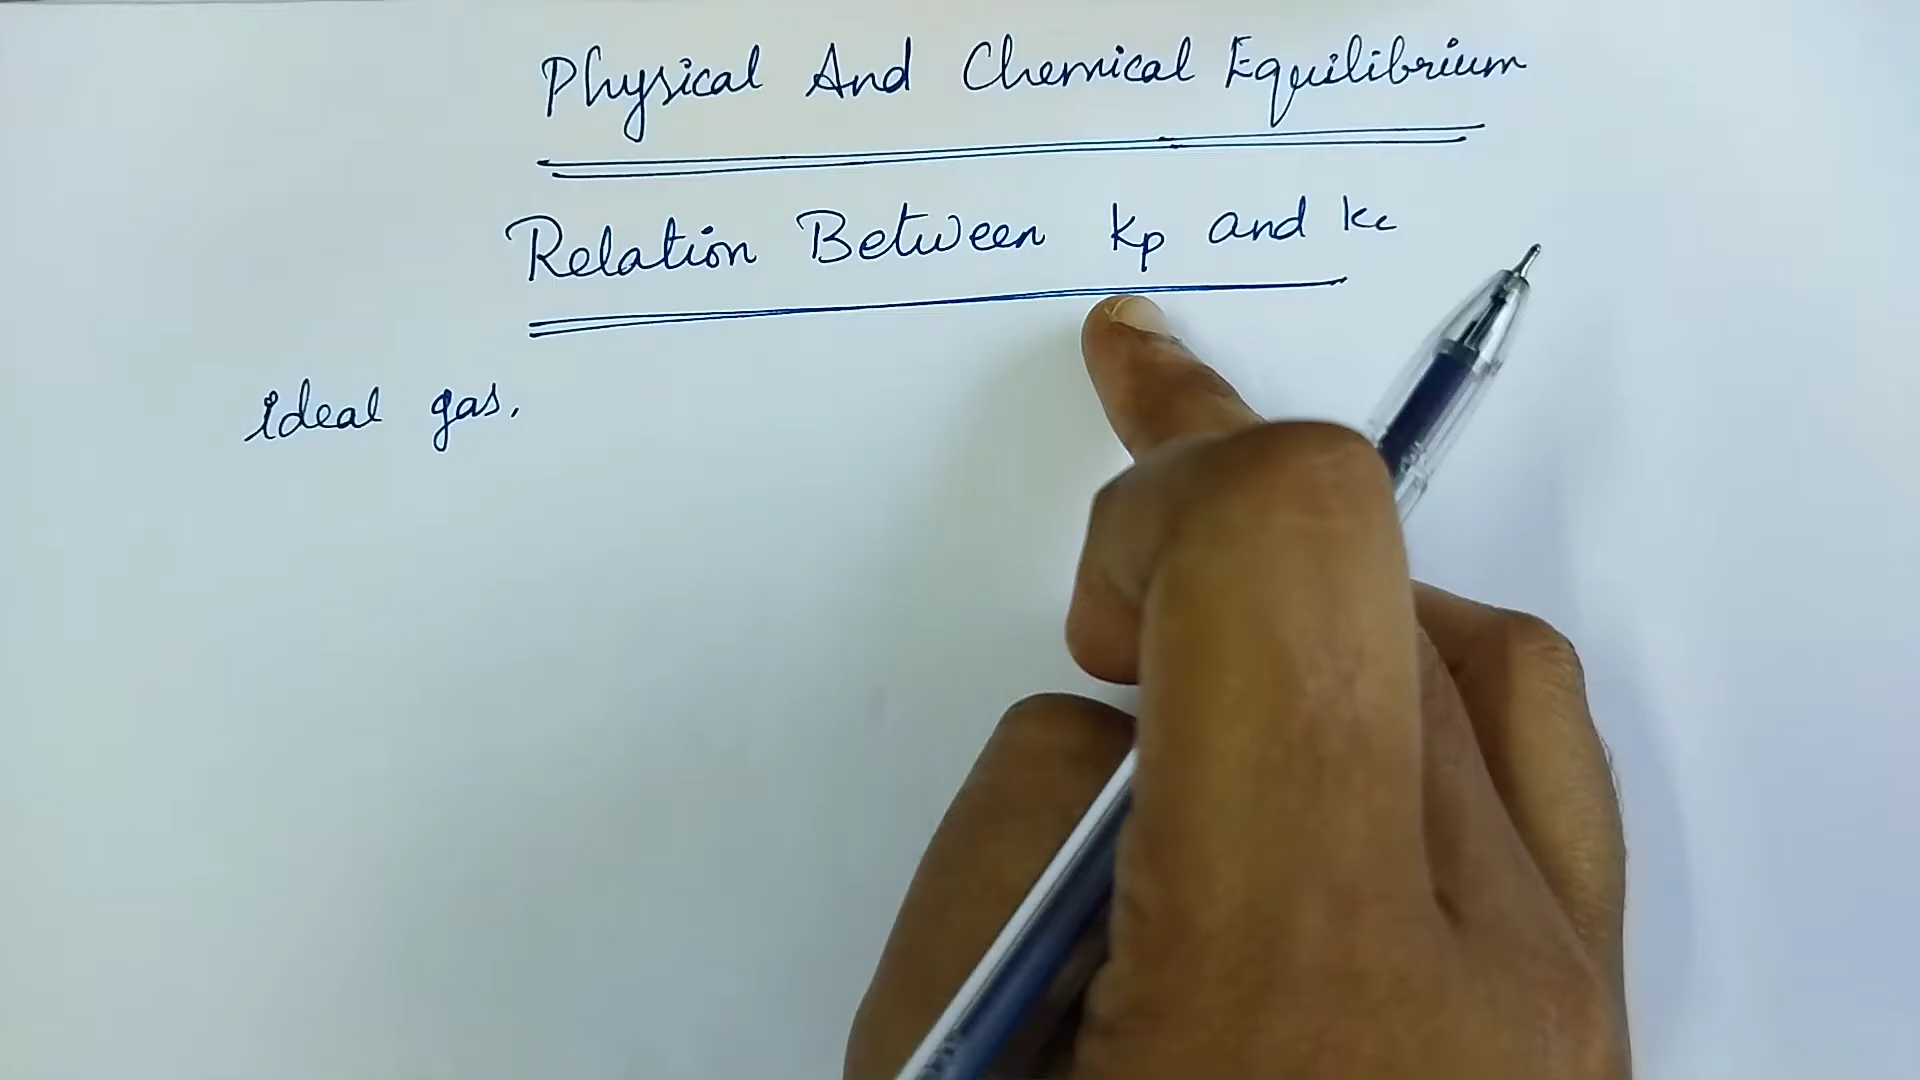 Physical And Chemical Equilibrium
Relation Between kp and kc
ideal gas.